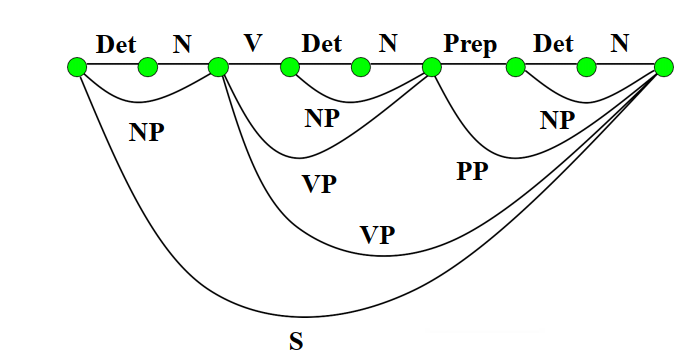 Det N V Det N Prep Det N
NP NP NP
VP PP
VP
S